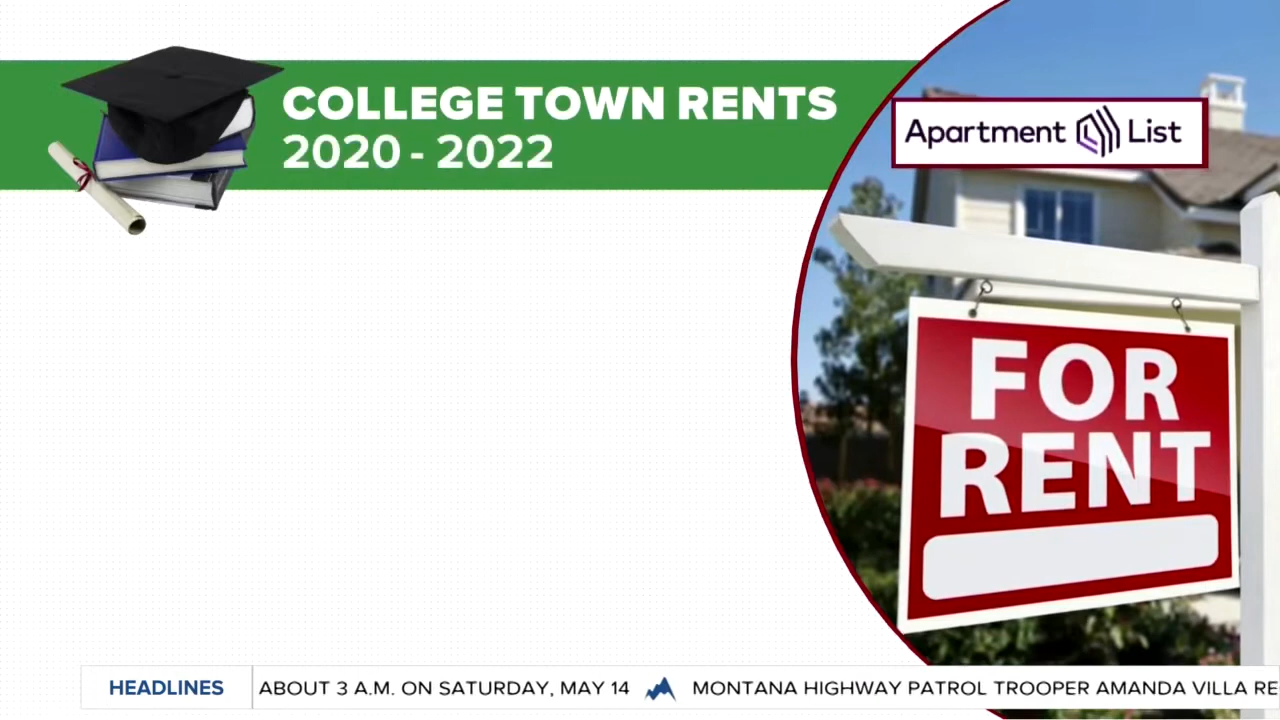 COLLEGE TOWN RENTS
2020 - 2022
Apartment List
FOR
RENT
HEADLINES
ABOUT 3 A.M. ON SATURDAY, MAY 14 MONTANA HIGHWAY PATROL TROOPER AMANDA VILLA RE